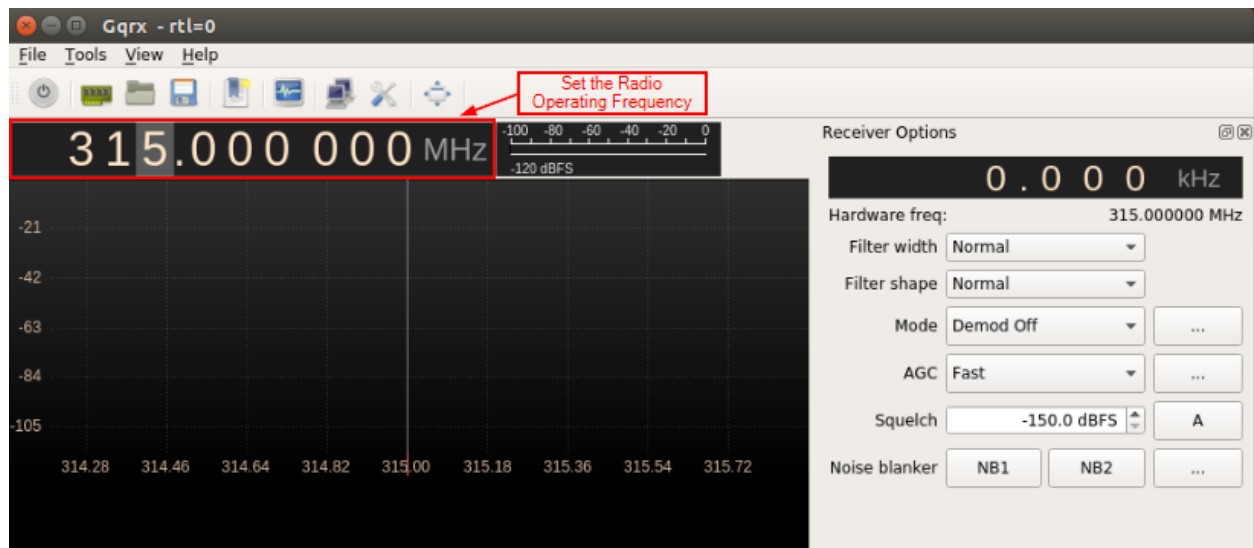 Gqrx - rtl=0
File Tools View Help
Set the Radio
Operating Frequency
315.000 000 MHz
-100 -80 -60 -40 -20 0
-120 dBFS
-21
-42
-63
-84
-105
314.28 314.46 314.64 314.82 315.00 315.18 315.36 315.54 315.72
Receiver Options
0.000 kHz
Hardware freq: 315.000000 MHz
Filter width Normal
Filter shape Normal
Mode Demod Off ...
AGC Fast ...
Squelch -150.0 dBFS A
Noise blanker NB1 NB2 ...